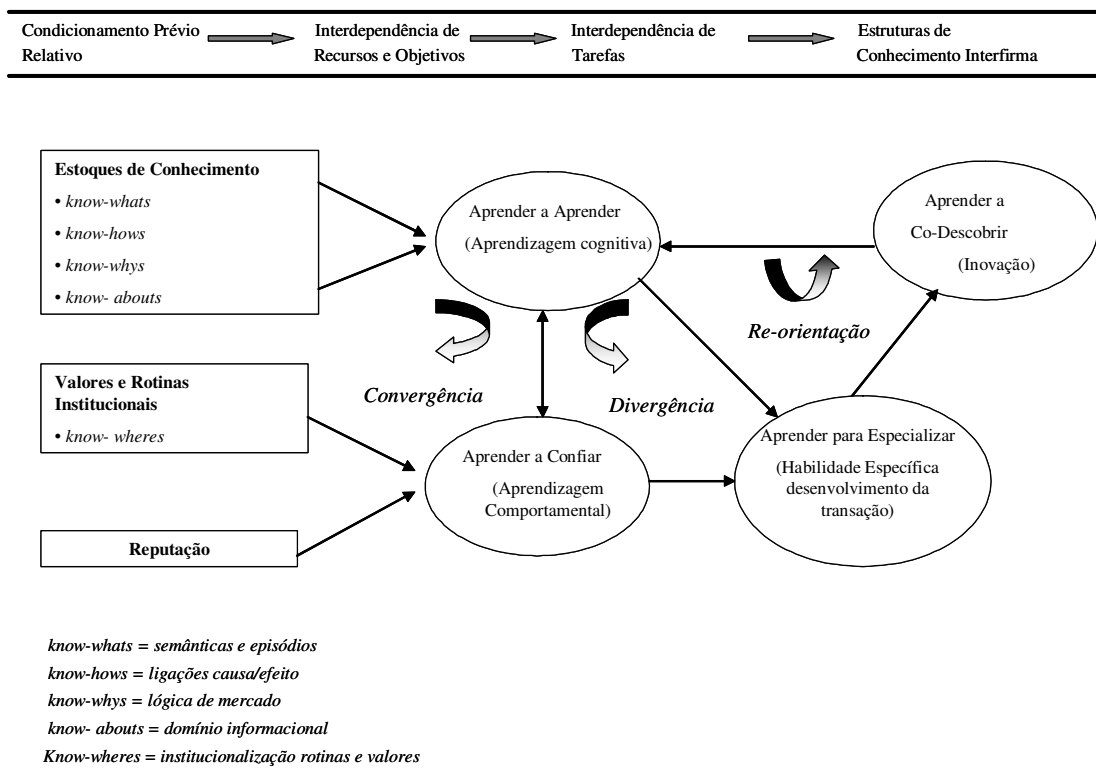 Condicionamento Prévio
Relativo
Interdependência de
Recursos e Objetivos
Interdependência de
Tarefas
Estruturas de
Conhecimento Interfirma
Estoques de Conhecimento
• know-whats
• know-hows
• know-whys
• know- abouts
Aprender a Aprender
(Aprendizagem cognitiva)
Aprender a
Co-Descobrir
(Inovação)
Re-orientação
Convergência
Divergência
Valores e Rotinas
Institucionais
• know- wheres
Aprender a Confiar
(Aprendizagem
Comportamental)
Aprender para Especializar
(Habilidade Específica
desenvolvimento da
transação)
Reputação
know-whats = semânticas e episódios
know-hows = ligações causa/efeito
know-whys = lógica de mercado
know- abouts = domínio informacional
Know-wheres = institucionalização rotinas e valores